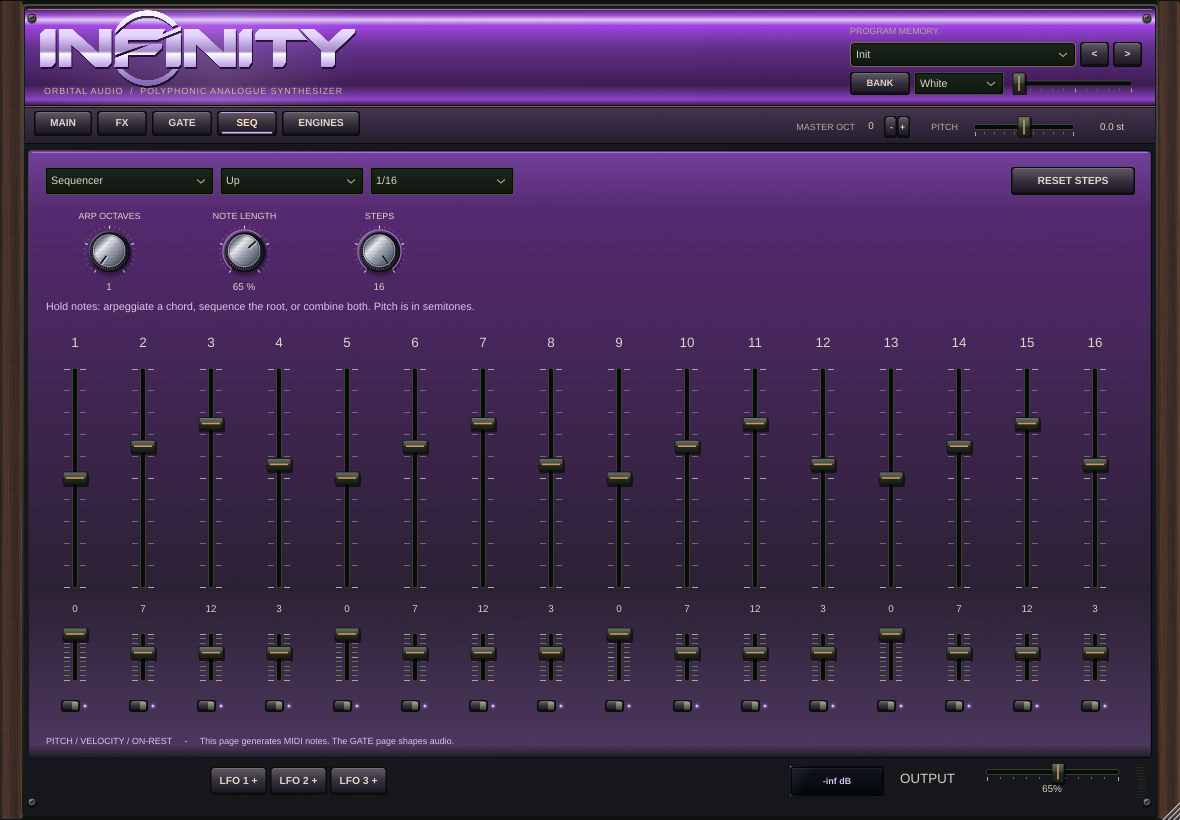 INFINITY
ORBITAL AUDIO / POLYPHONIC ANALOGUE SYNTHESIZER
PROGRAM MEMORY
Init
<
>
BANK
White
MAIN
FX
GATE
SEQ
ENGINES
MASTER OCT
0
-
+
PITCH
0.0 st
Sequencer
Up
1/16
RESET STEPS
ARP OCTAVES
NOTE LENGTH
STEPS
1
65 %
16
Hold notes: arpeggiate a chord, sequence the root, or combine both. Pitch is in semitones.
1 2 3 4 5 6 7 8 9 10 11 12 13 14 15 16
0 7 12 3 0 7 12 3 0 7 12 3 0 7 12 3
PITCH / VELOCITY / ON-REST - This page generates MIDI notes. The GATE page shapes audio.
LFO 1 +
LFO 2 +
LFO 3 +
-inf dB
OUTPUT
65%